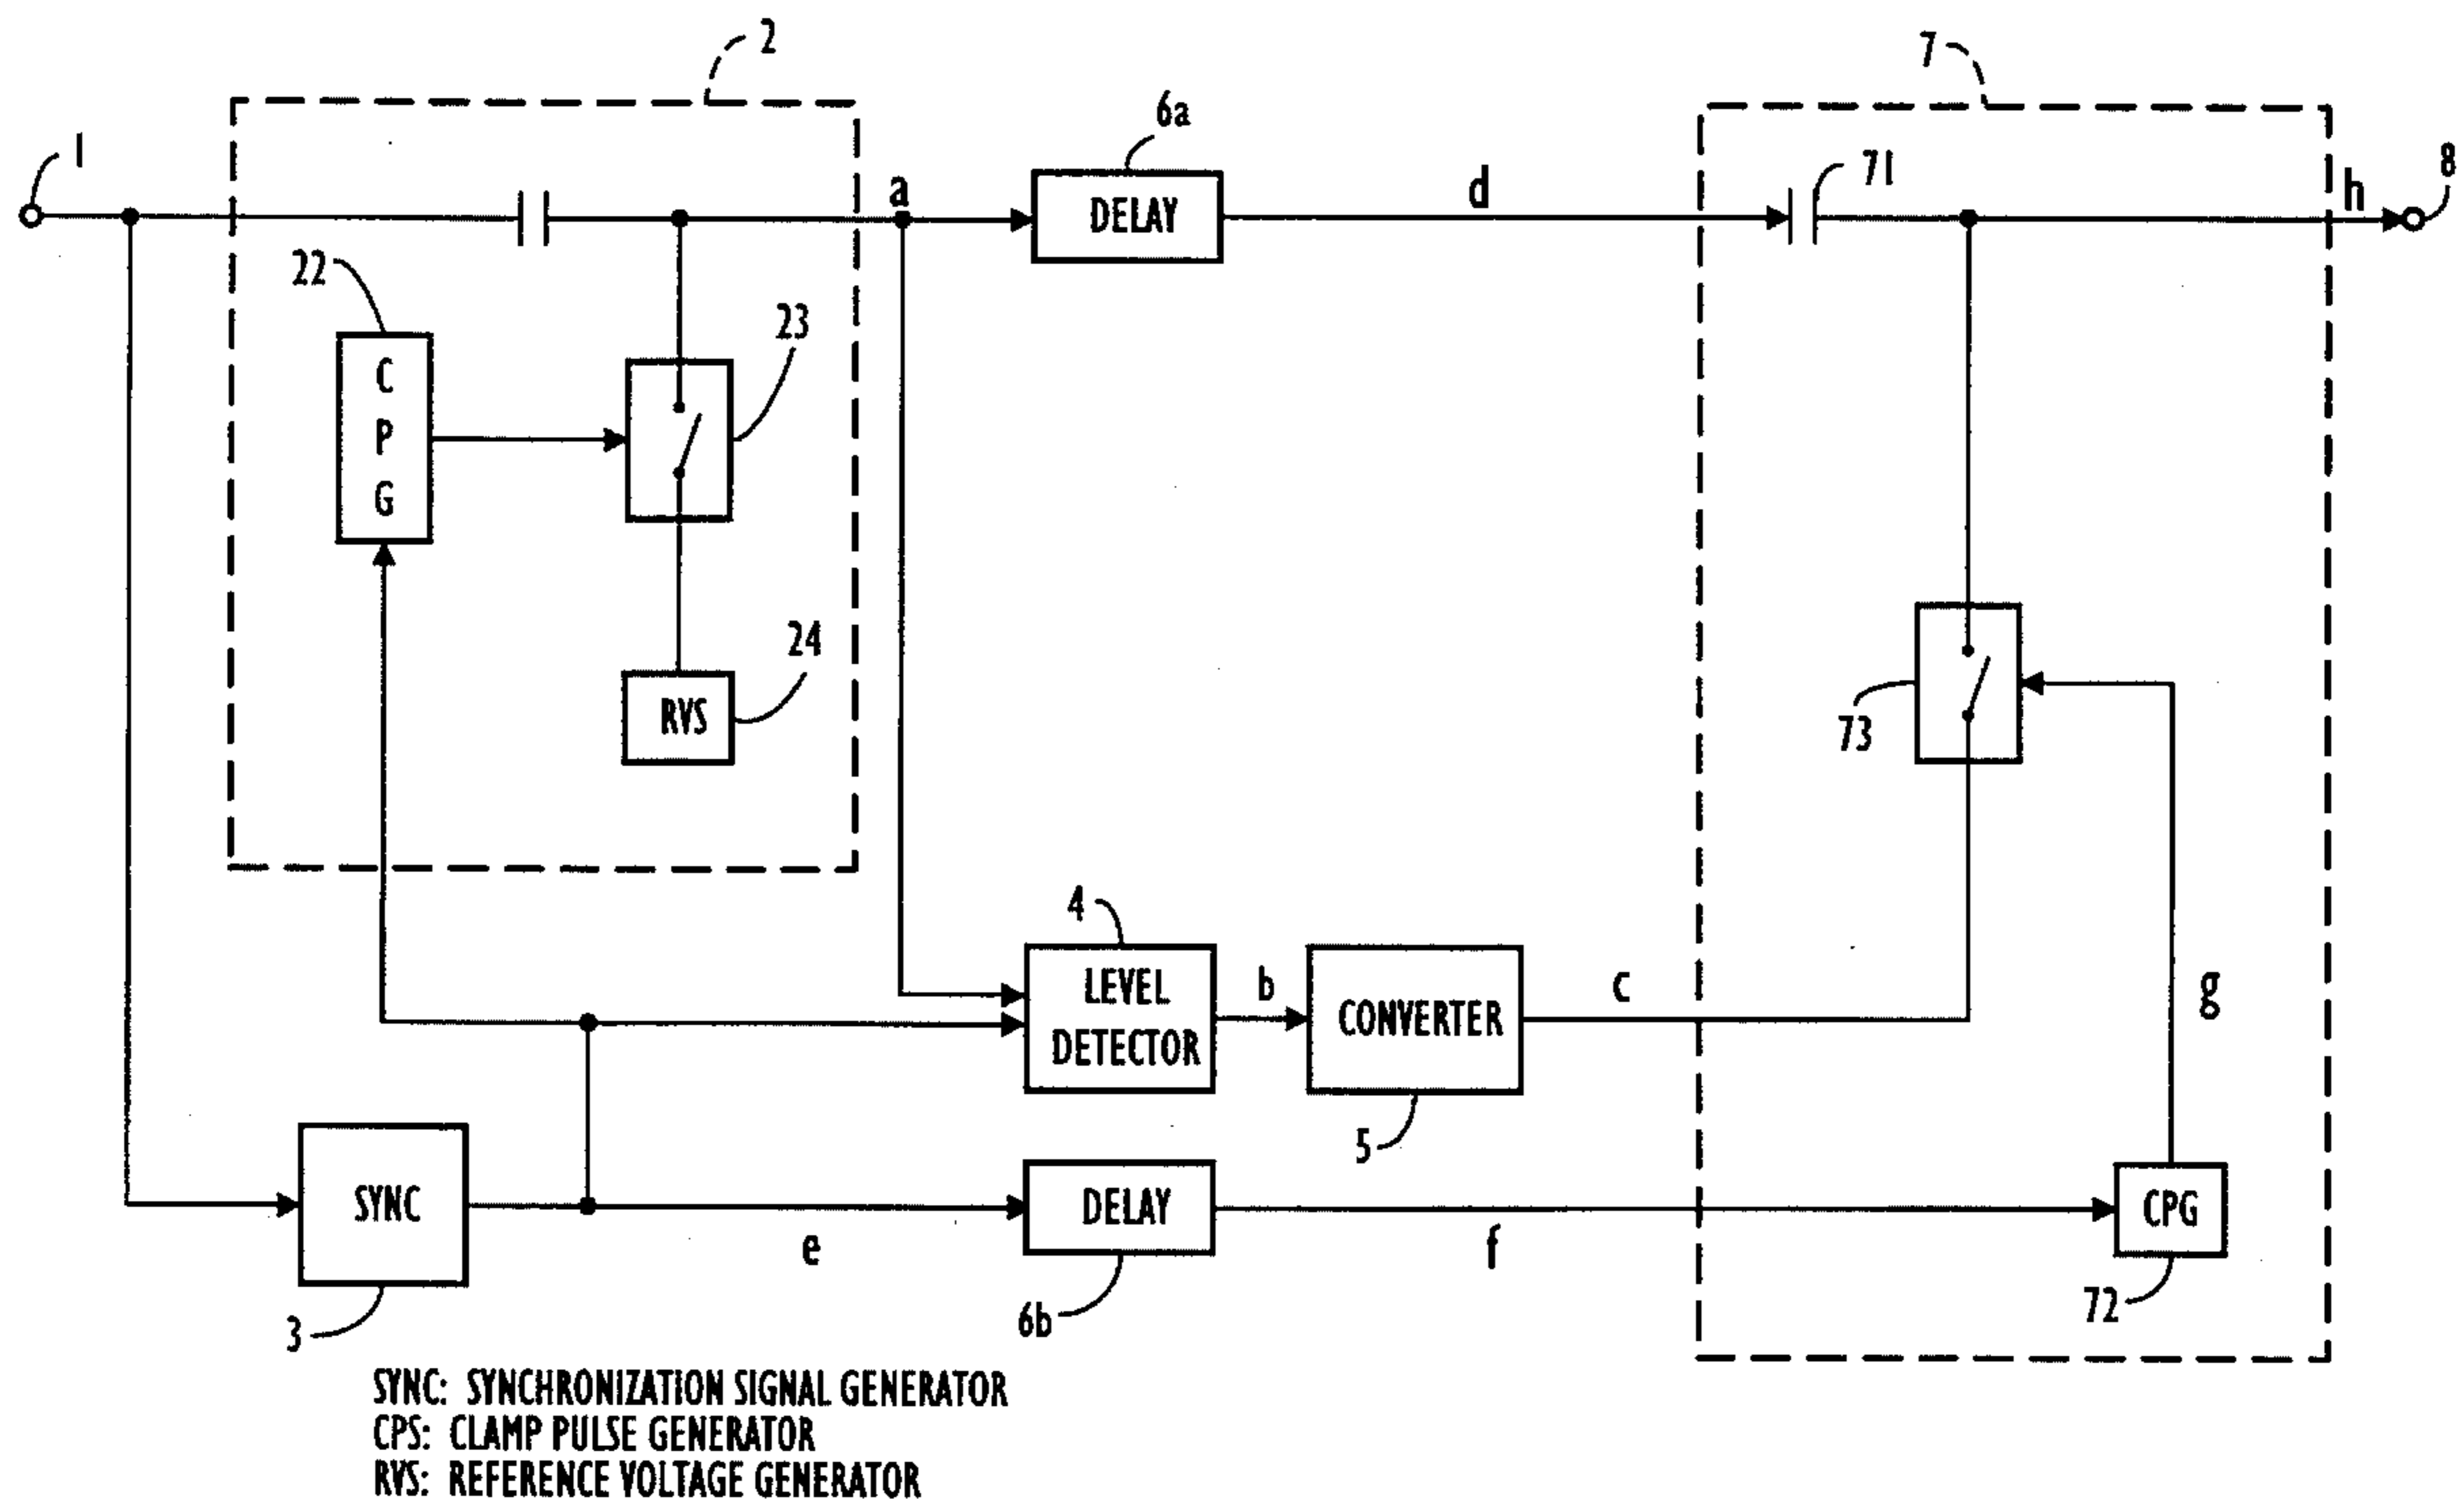 2
7
1
6a
71
8
a
DELAY
d
h
22
23
C
P
G
24
RVS
73
4
LEVEL
DETECTOR
b
CONVERTER
c
g
5
SYNC
DELAY
CPG
e
f
3
6b
72
SYNC: SYNCHRONIZATION SIGNAL GENERATOR
CPS: CLAMP PULSE GENERATOR
RVS: REFERENCE VOLTAGE GENERATOR